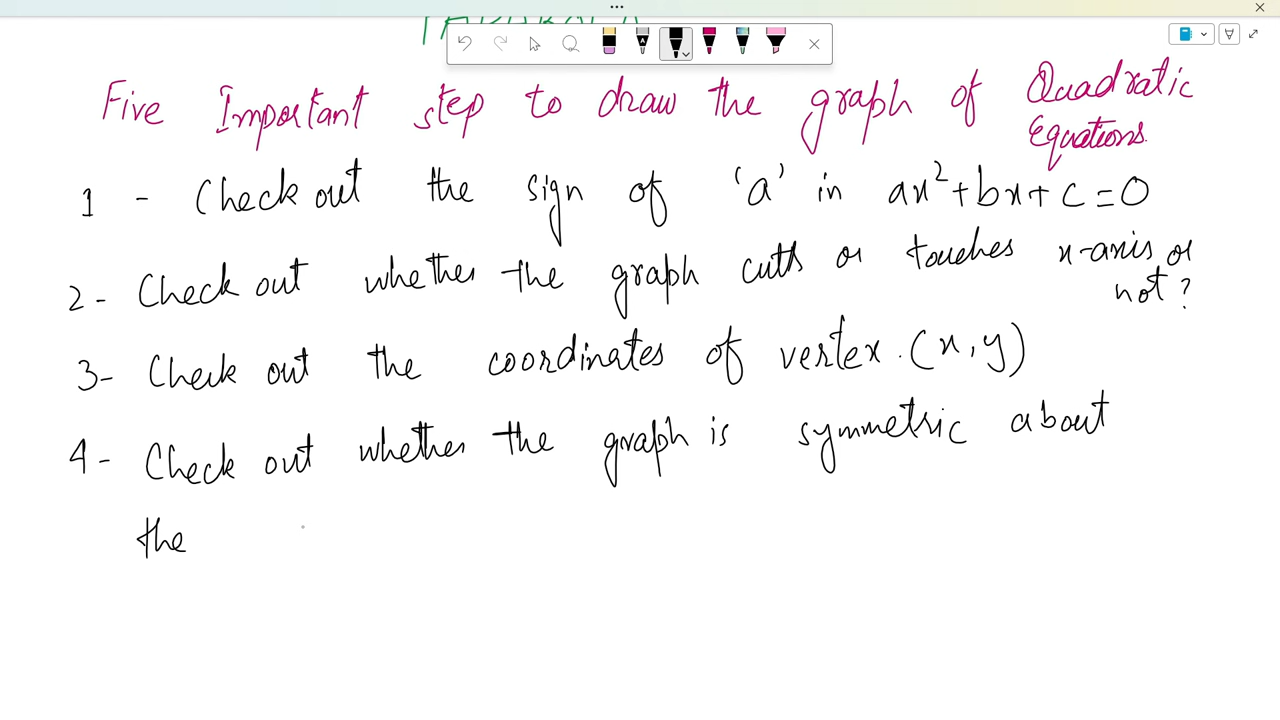 Five Important step to draw the graph of Quadratic
Equations.
1 - Check out the sign of 'a' in ax²+bx+c=0
2- Check out whether the graph cuts or touches x-axis or
not?
3- Check out the coordinates of vertex. (x,y)
4- Check out whether the graph is symmetric about
the